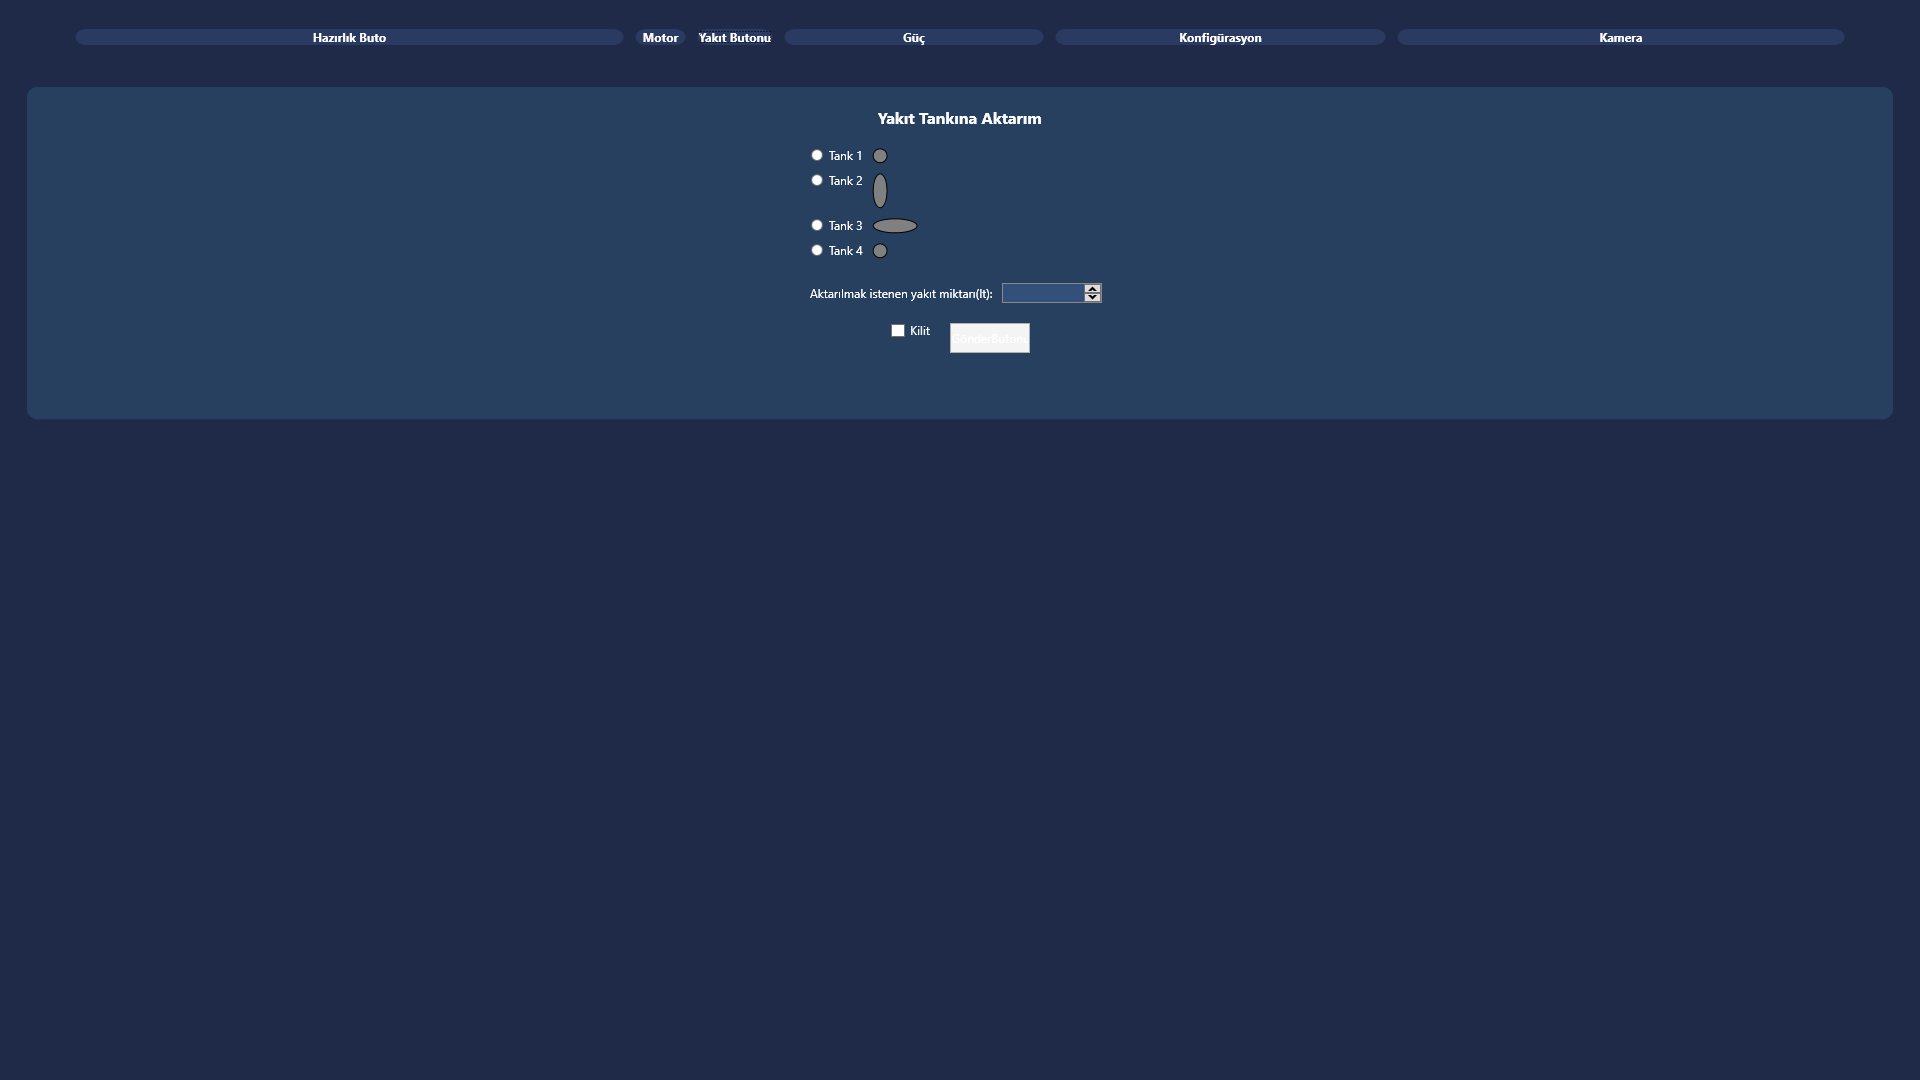 Hazırlık Buto
Motor
Yakıt Butonu
Güç
Konfigürasyon
Kamera
Yakıt Tankına Aktarım
Tank 1
Tank 2
Tank 3
Tank 4
Aktarılmak istenen yakıt miktarı(lt):
Kilit